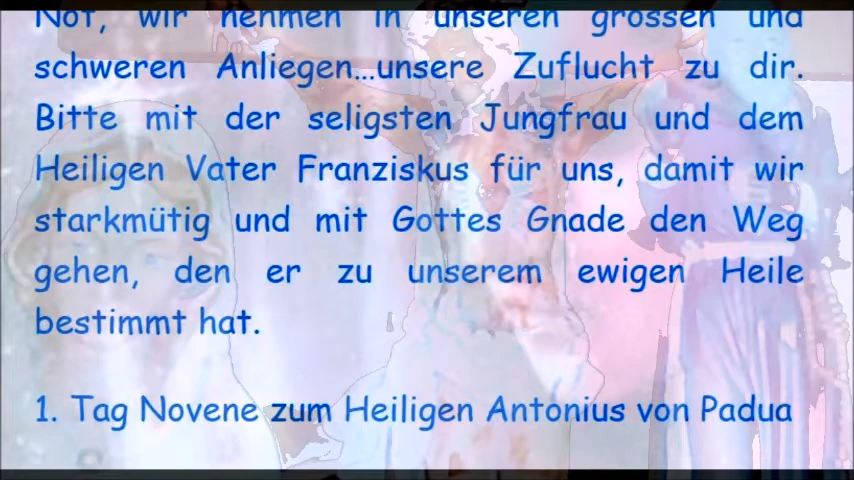 Not, wir nehmen in unseren grossen und
schweren Anliegen...unsere Zuflucht zu dir.
Bitte mit der seligsten Jungfrau und dem
Heiligen Vater Franziskus für uns, damit wir
starkmütig und mit Gottes Gnade den Weg
gehen, den er zu unserem ewigen Heile
bestimmt hat.
1. Tag Novene zum Heiligen Antonius von Padua